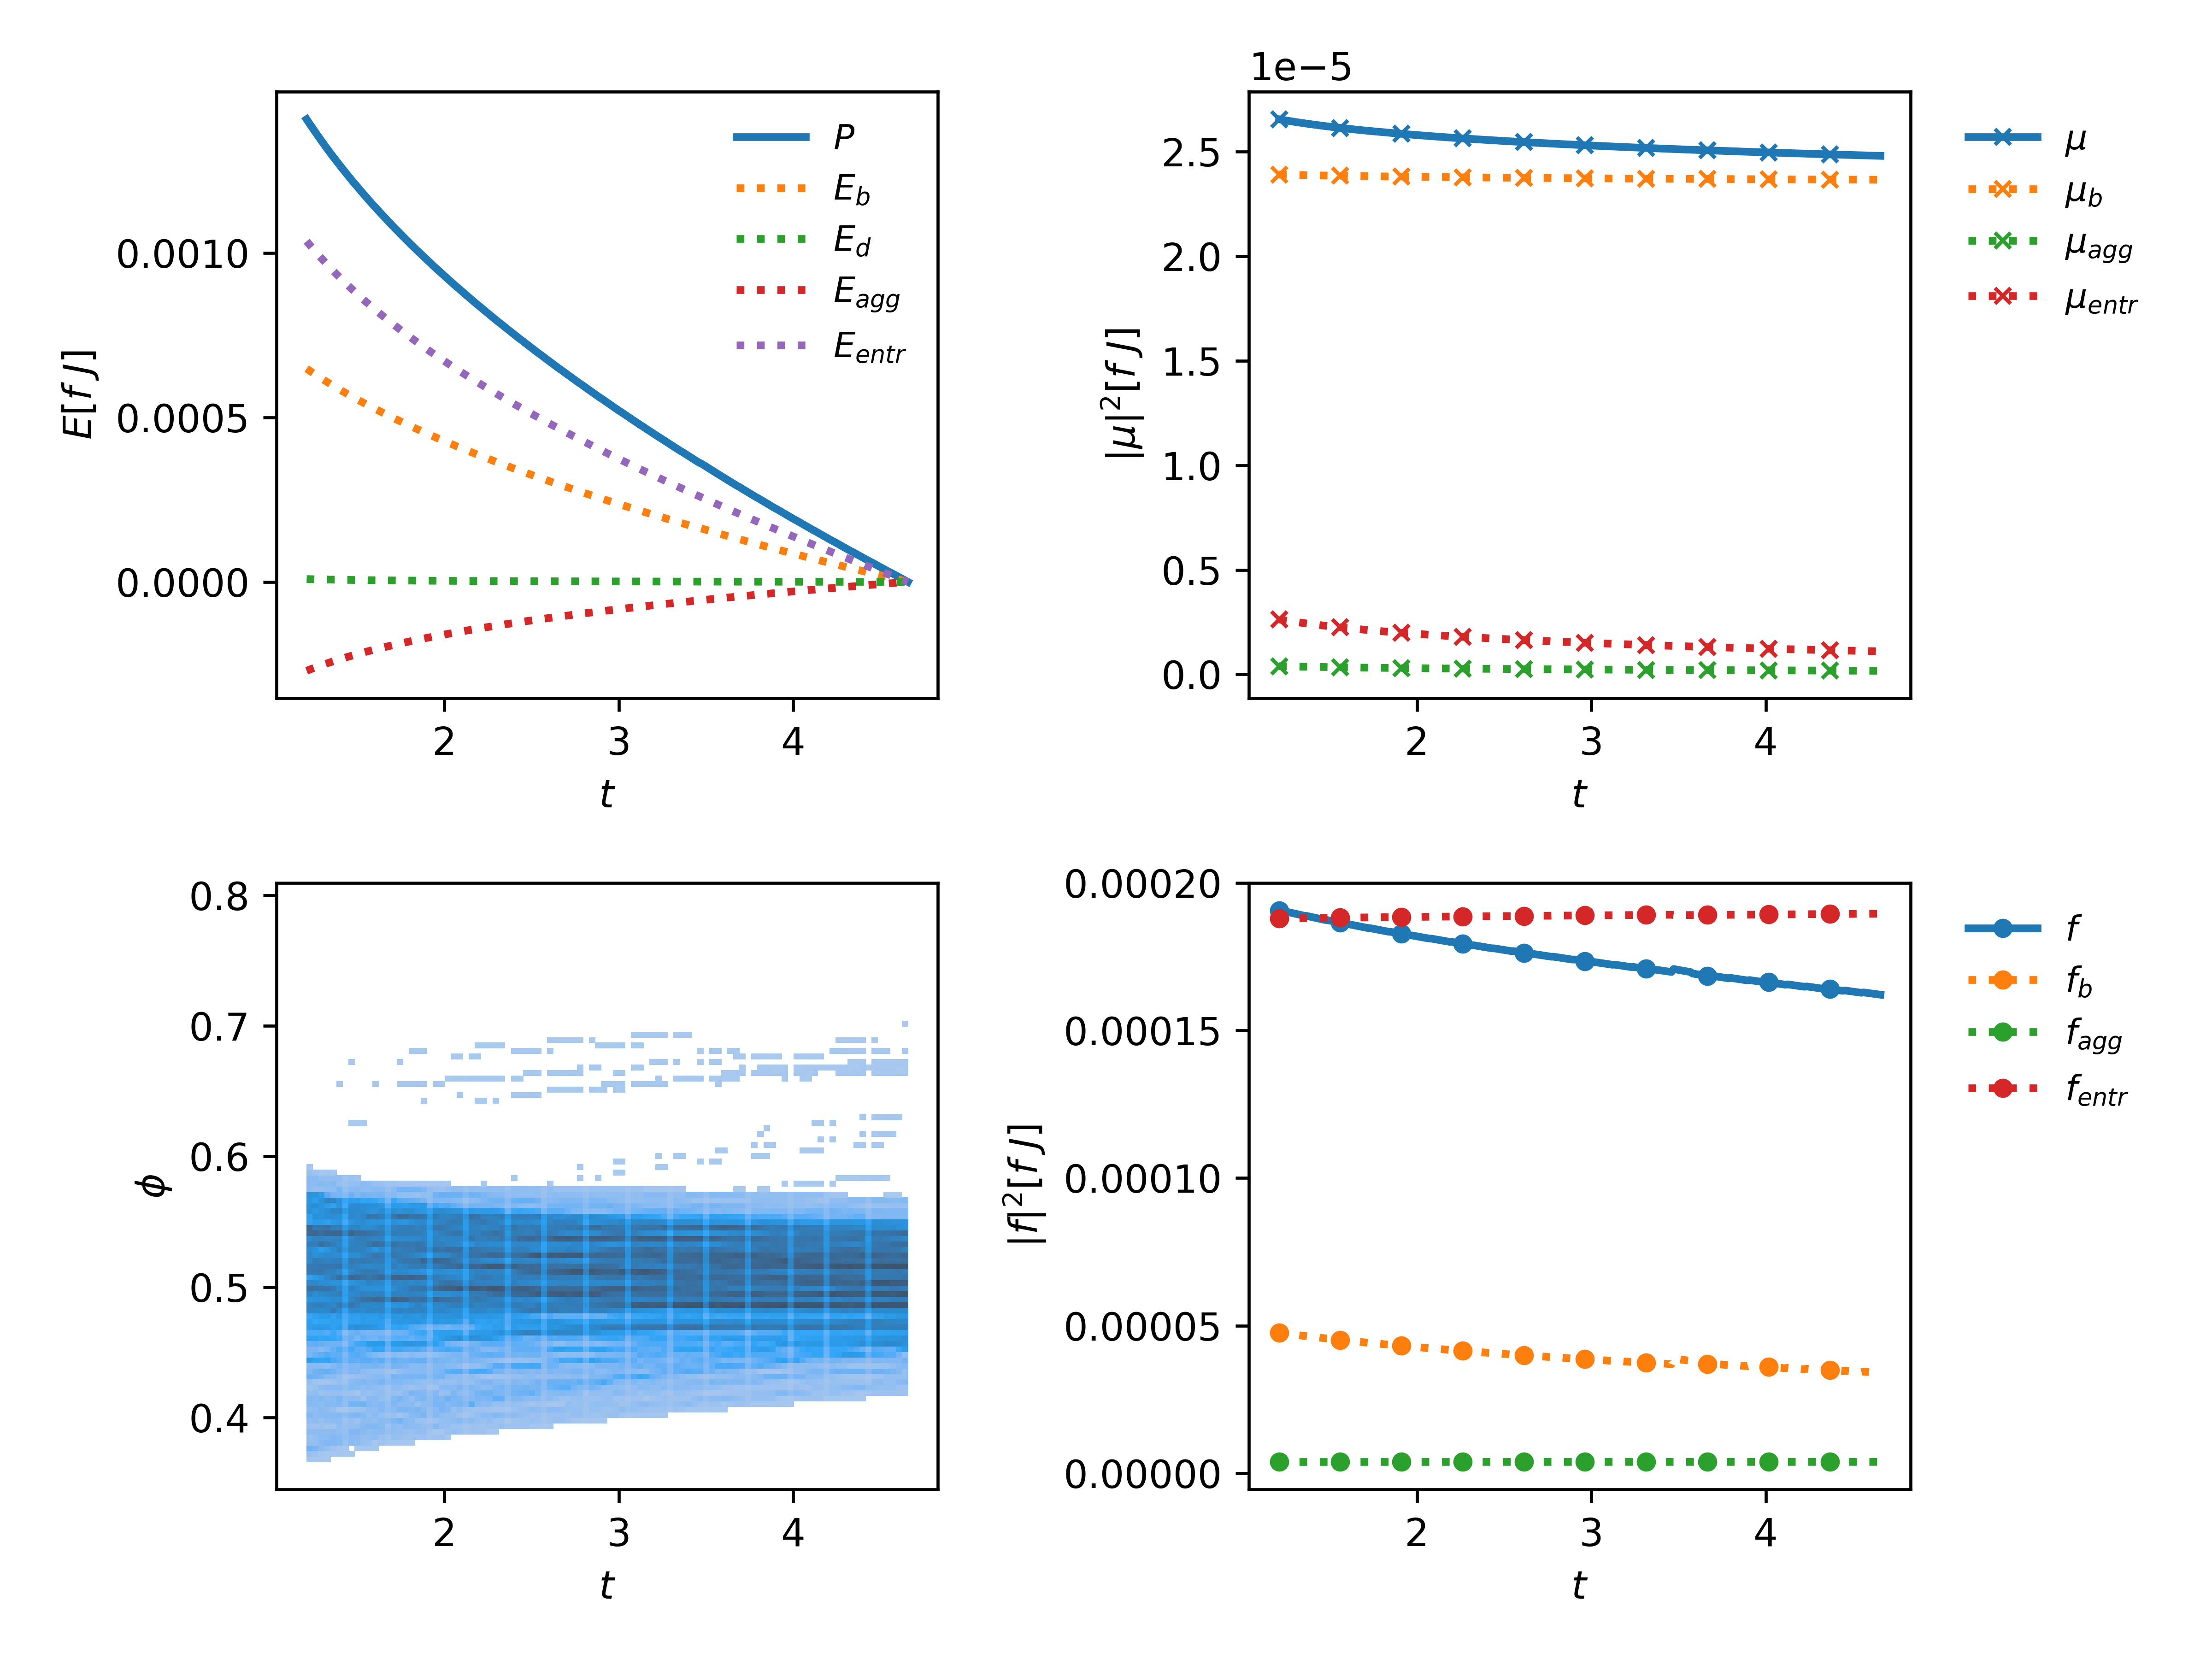 P
E_b
E_d
E_agg
E_entr
0.0010
0.0005
0.0000
E[f J]
2 3 4
t
1e−5
2.5
2.0
1.5
1.0
0.5
0.0
|μ|²[f J]
2 3 4
t
μ
μ_b
μ_agg
μ_entr
0.8
0.7
0.6
0.5
0.4
ϕ
2 3 4
t
0.00020
0.00015
0.00010
0.00005
0.00000
|f|²[f J]
2 3 4
t
f
f_b
f_agg
f_entr